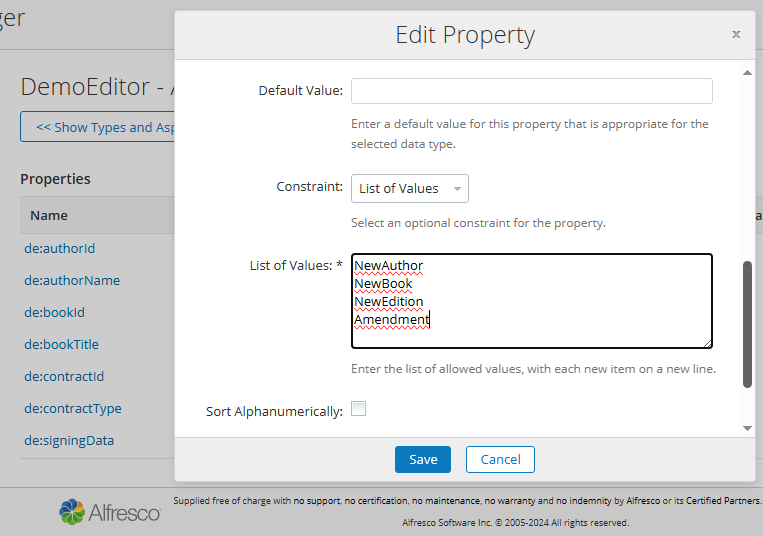 ger
Edit Property
x
DemoEditor - A
<< Show Types and Asp
Default Value:
Enter a default value for this property that is appropriate for the
selected data type.
Properties
Name
Constraint:
List of Values
Select an optional constraint for the property.
de:authorId
de:authorName
de:bookId
de:bookTitle
de:contractId
de:contractType
de:signingData
List of Values: *
NewAuthor
NewBook
NewEdition
Amendment
Enter the list of allowed values, with each new item on a new line.
Sort Alphanumerically:
Save
Cancel
Alfresco
Supplied free of charge with no support, no certification, no maintenance, no warranty and no indemnity by Alfresco or its Certified Partners.
Alfresco Software Inc. © 2005-2024 All rights reserved.